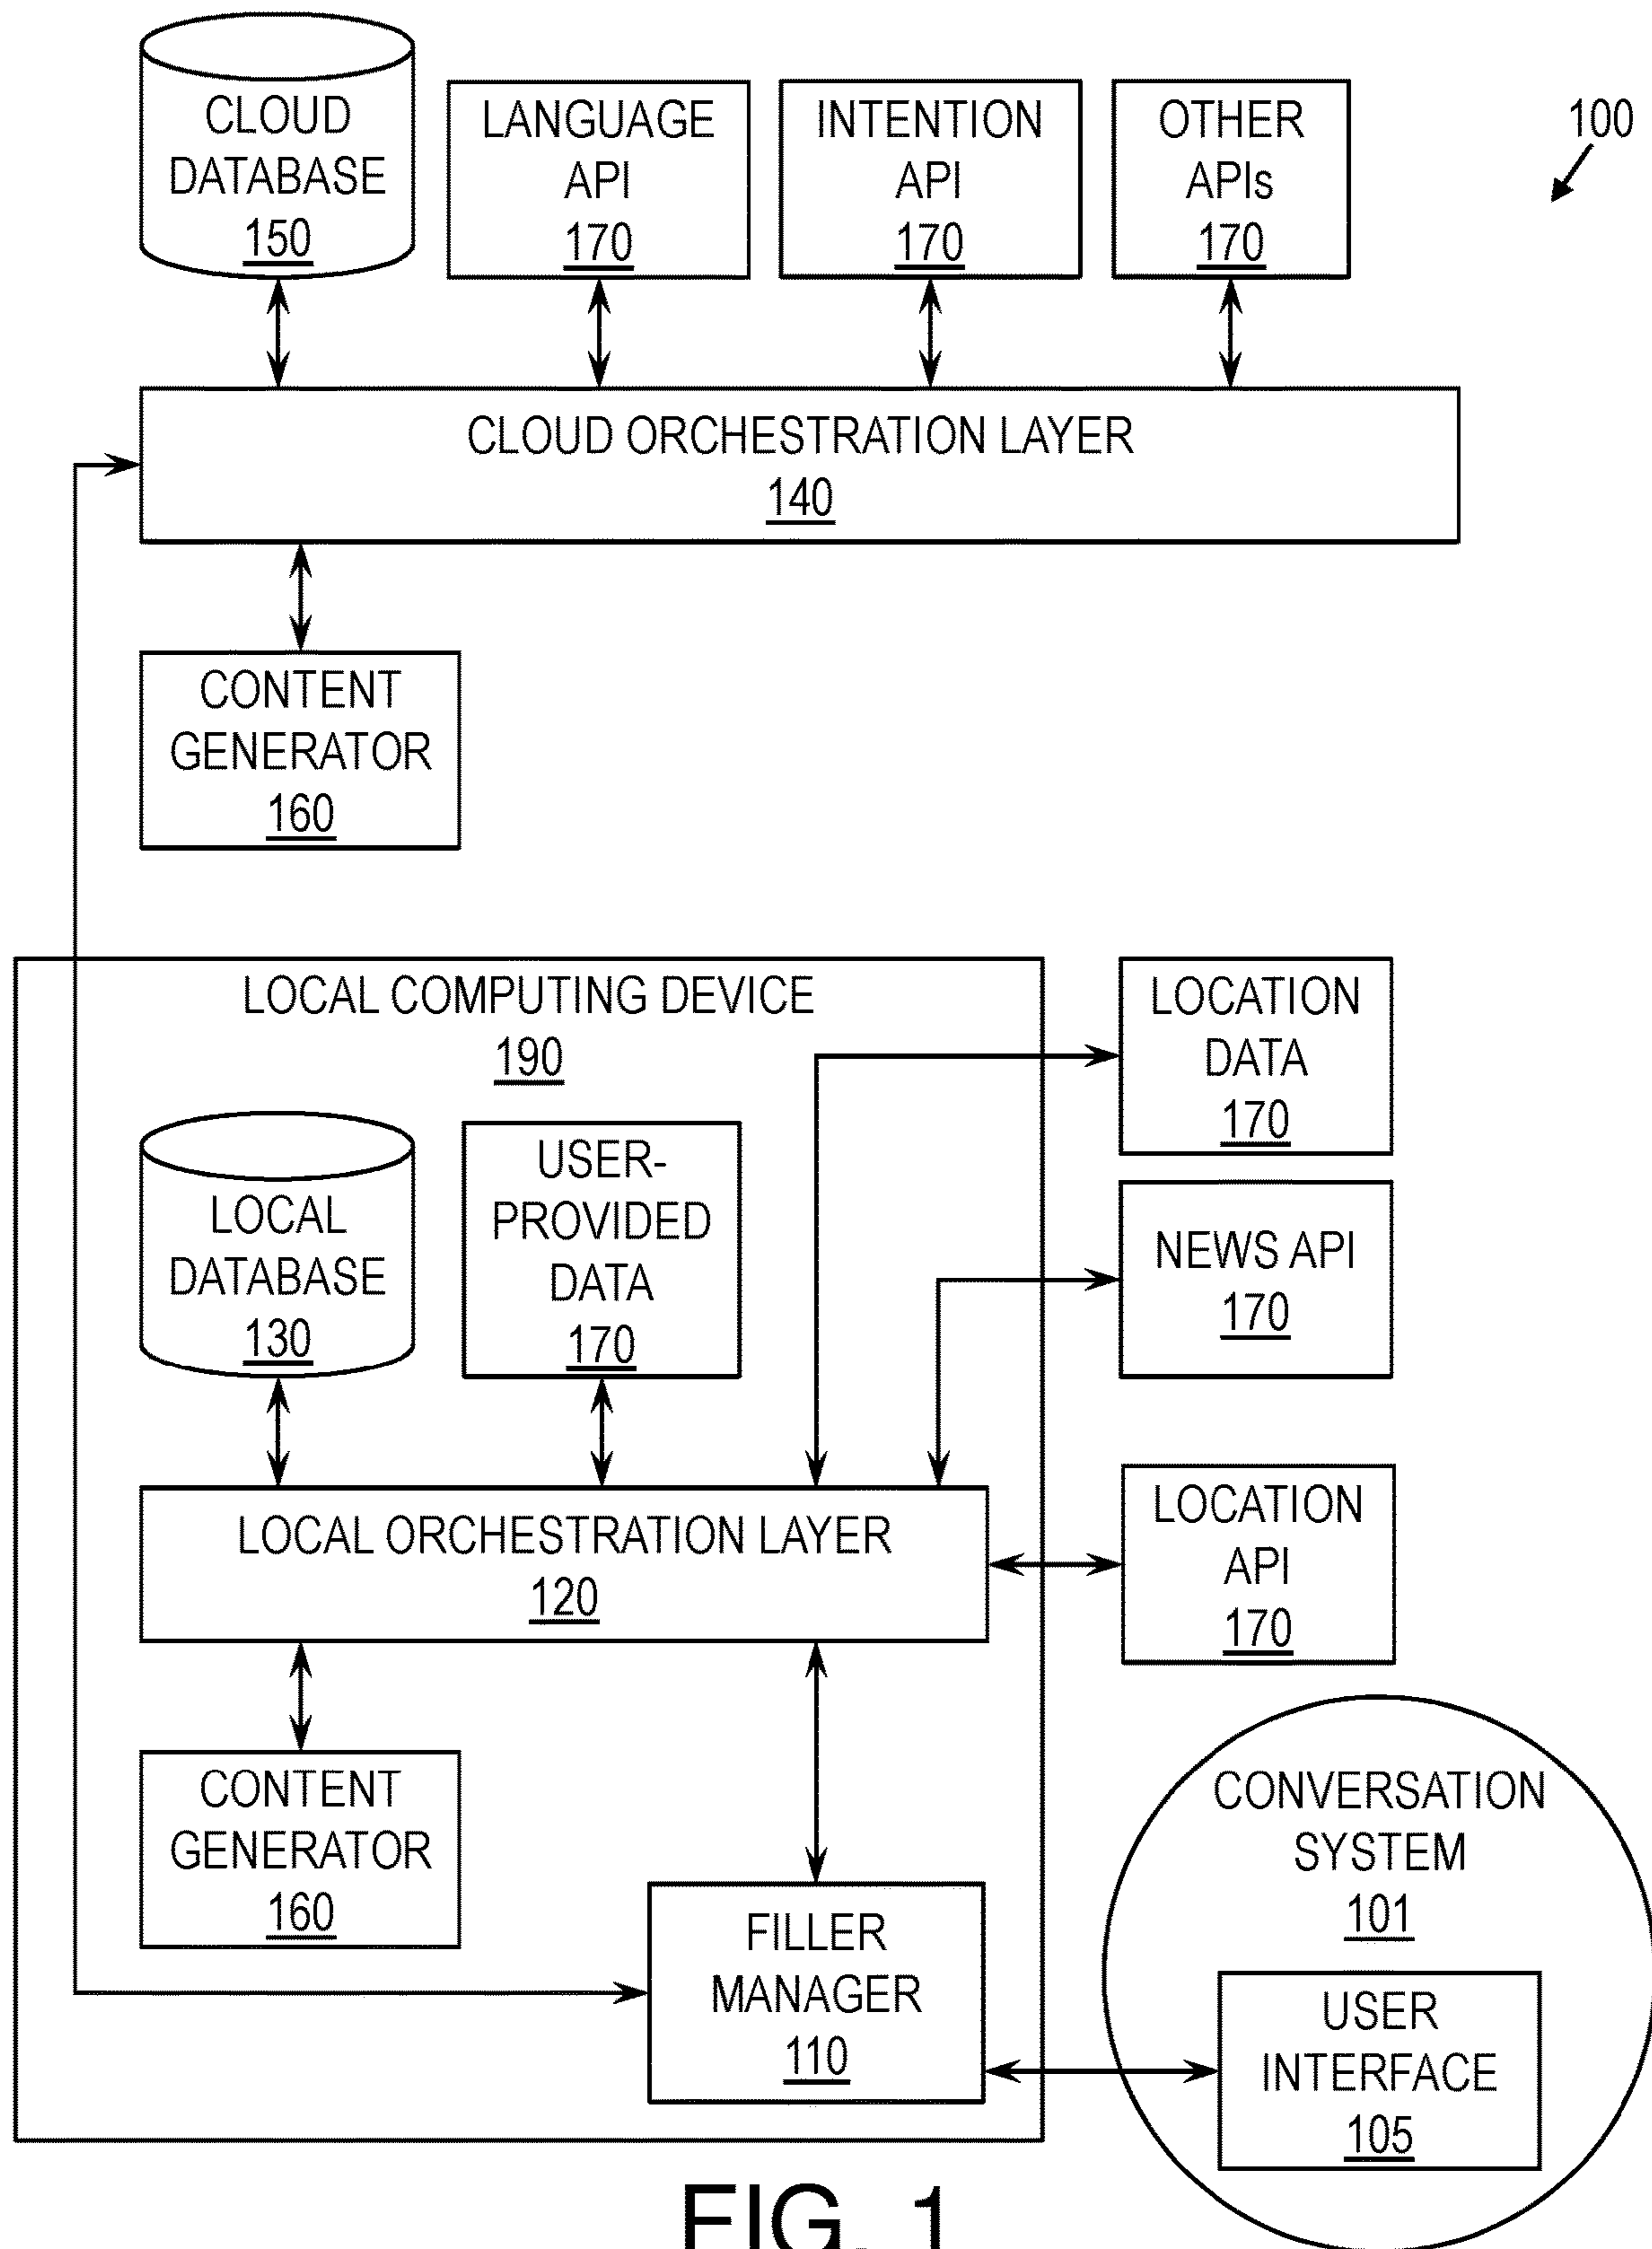 CLOUD
DATABASE
150
LANGUAGE
API
170
INTENTION
API
170
OTHER
APIs
170
100
CLOUD ORCHESTRATION LAYER
140
CONTENT
GENERATOR
160
LOCAL COMPUTING DEVICE
190
LOCATION
DATA
170
LOCAL
DATABASE
130
USER-
PROVIDED
DATA
170
NEWS API
170
LOCAL ORCHESTRATION LAYER
120
LOCATION
API
170
CONTENT
GENERATOR
160
FILLER
MANAGER
110
CONVERSATION
SYSTEM
101
USER
INTERFACE
105
FIG. 1